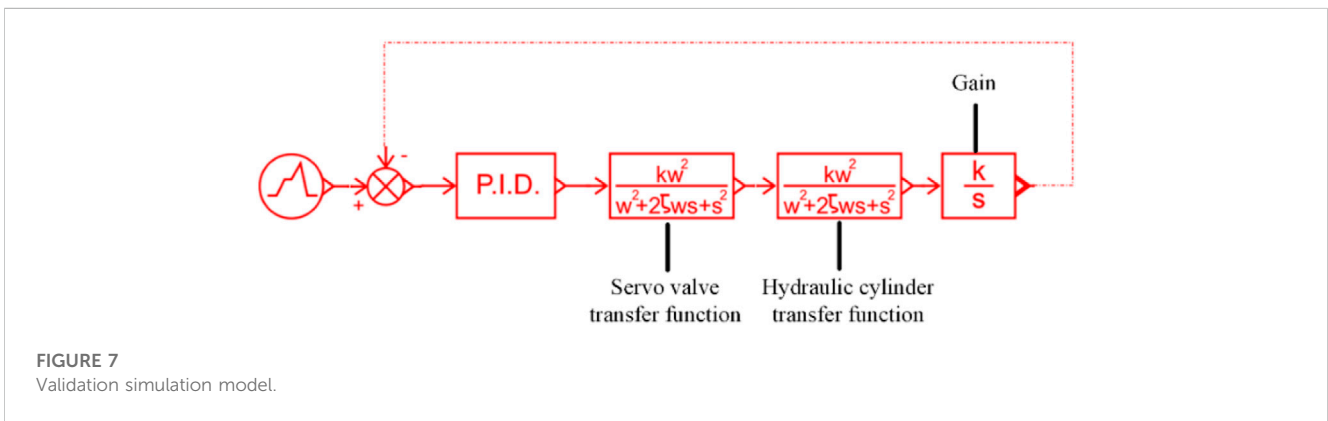 Gain
-
+
P.I.D.
kw²
w²+2ζws+s²
kw²
w²+2ζws+s²
k
s
Servo valve
transfer function
Hydraulic cylinder
transfer function
FIGURE 7
Validation simulation model.